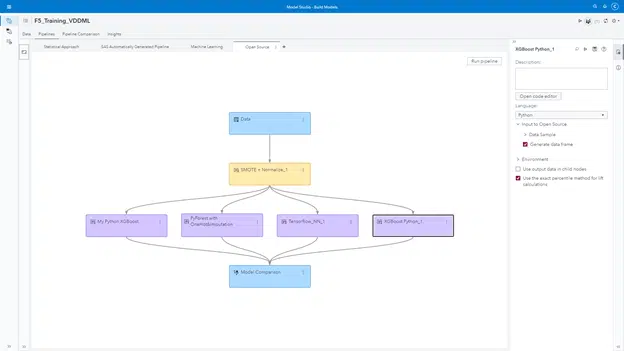 Model Studio - Build Models
F5_Training_VDDML
Data
Pipelines
Pipeline Comparison
Insights
Statistical Approach
SAS Automatically Generated Pipeline
Machine Learning
Open Source
Run pipeline
Data
SMOTE + Normalize_1
My Python XGBoost
PyTorest with
Tensorflow_NN_1
XGBoost Python_1
Model Comparison
XGBoost Python_1
Description:
Open code editor
Language:
Python
Input to Open Source
Data Sample
Generate data frame
Environment
Use output data in child nodes
Use the exact percentile method for lift
calculations